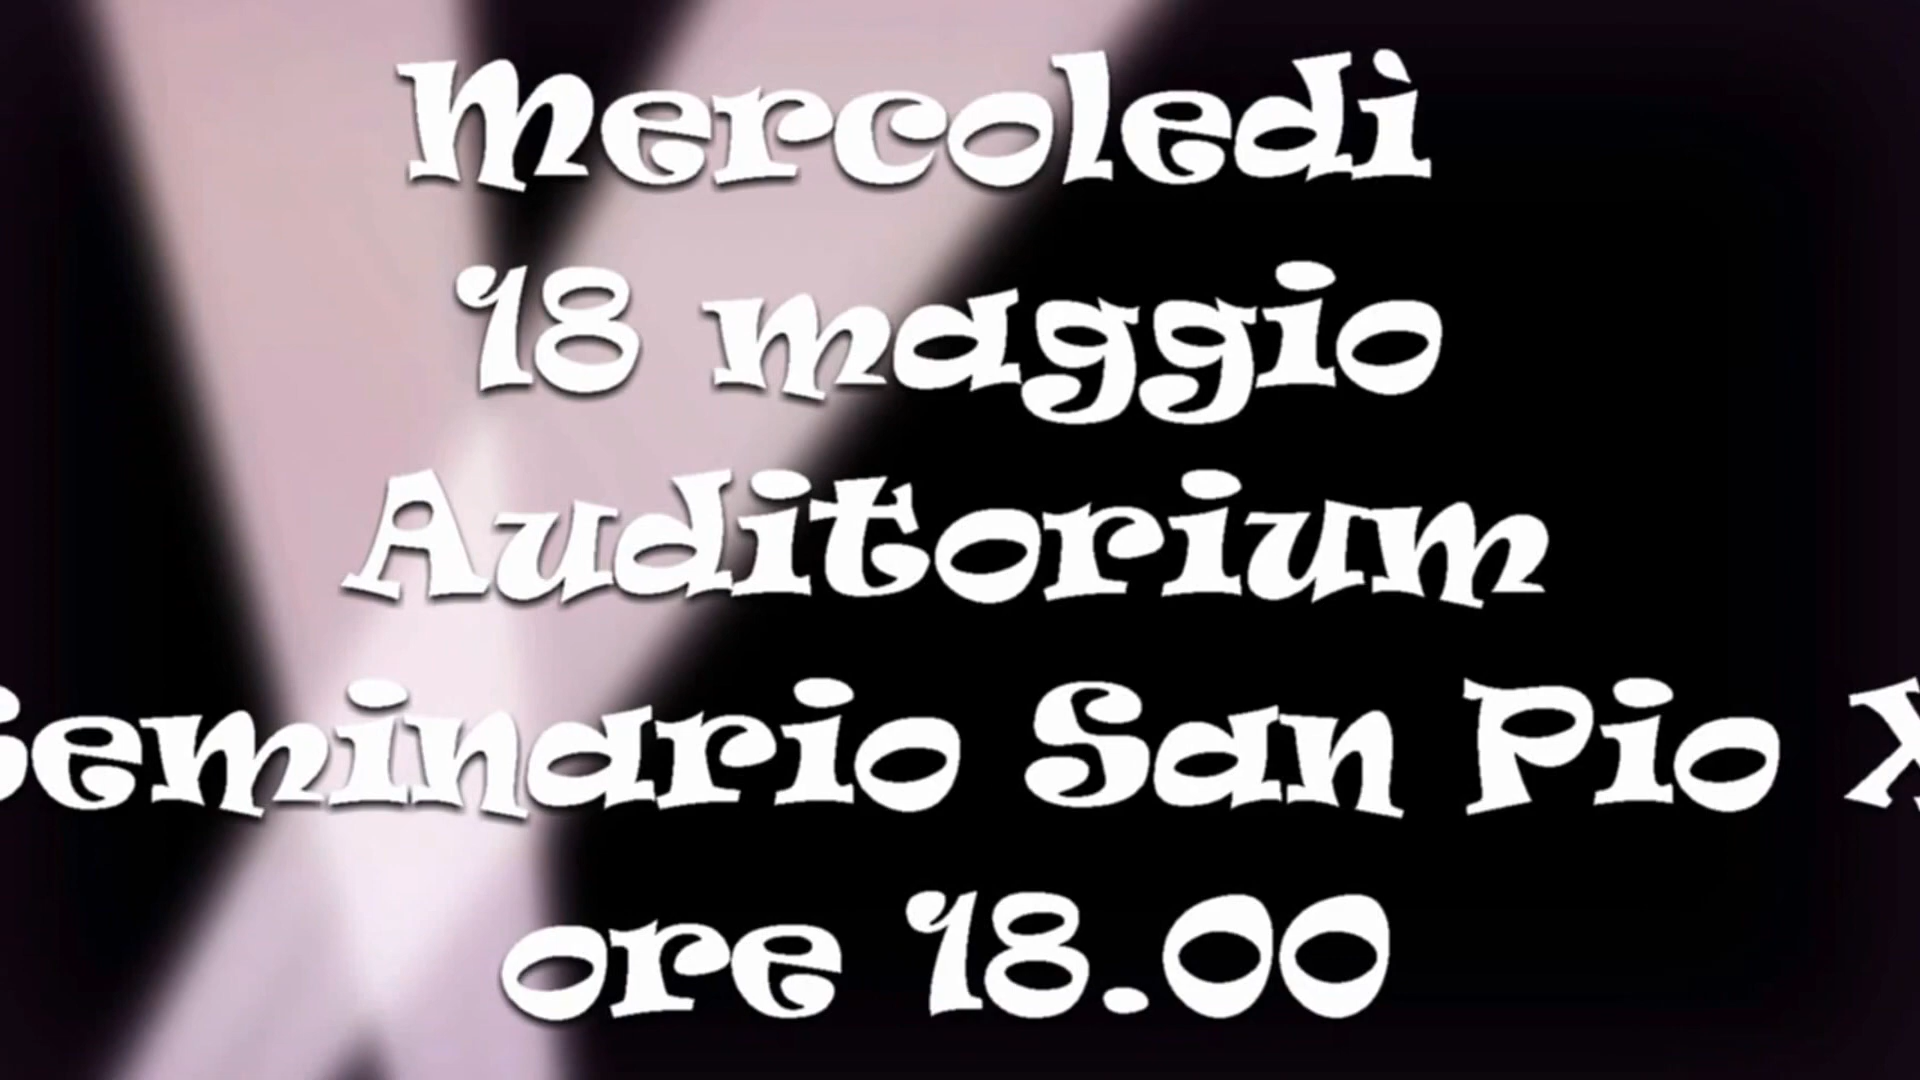 Mercoledì
18 maggio
Auditorium
Seminario San Pio X
ore 18.00